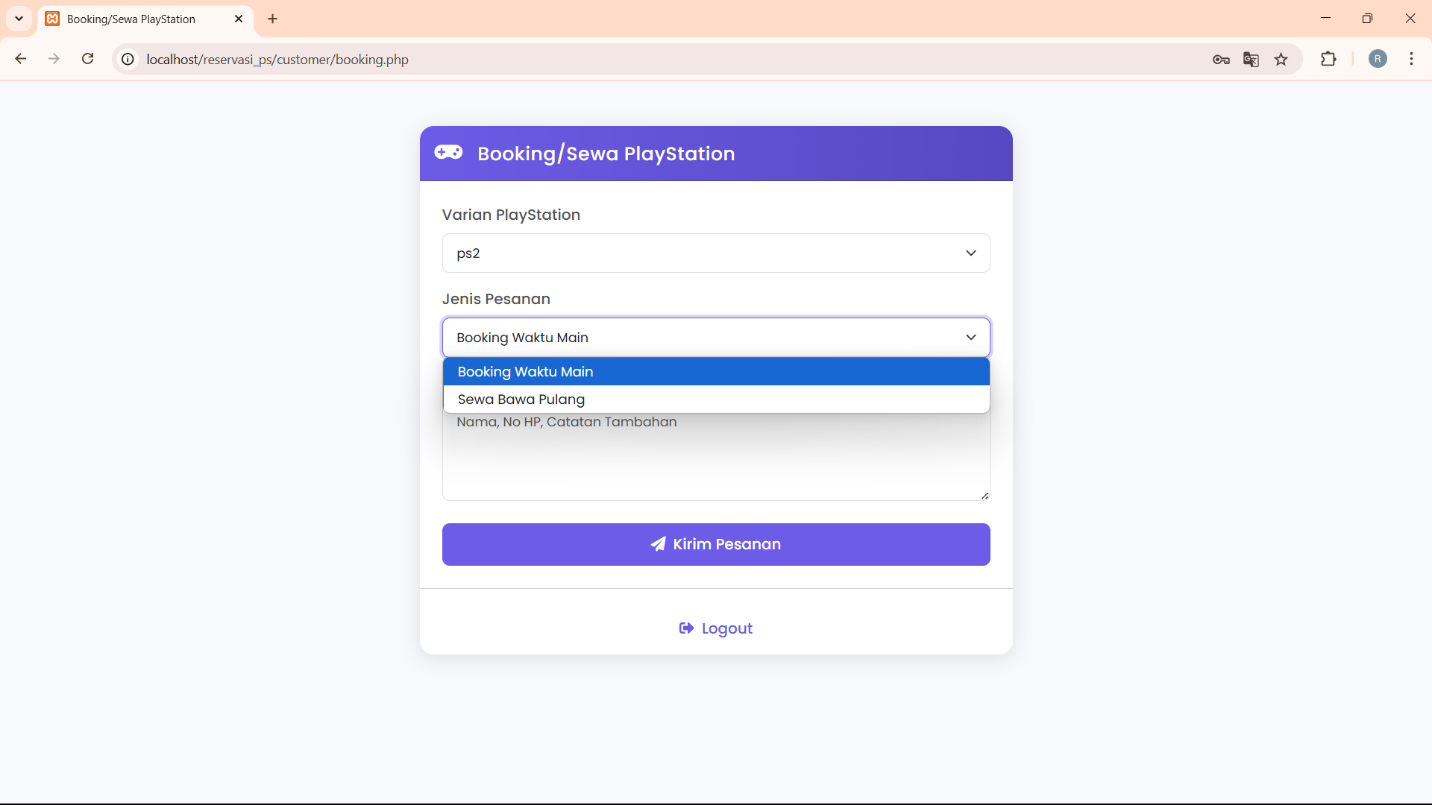 Booking/Sewa PlayStation
localhost/reservasi_ps/customer/booking.php
R
Booking/Sewa PlayStation
Varian PlayStation
ps2
Jenis Pesanan
Booking Waktu Main
Booking Waktu Main
Sewa Bawa Pulang
Nama, No HP, Catatan Tambahan
Kirim Pesanan
Logout